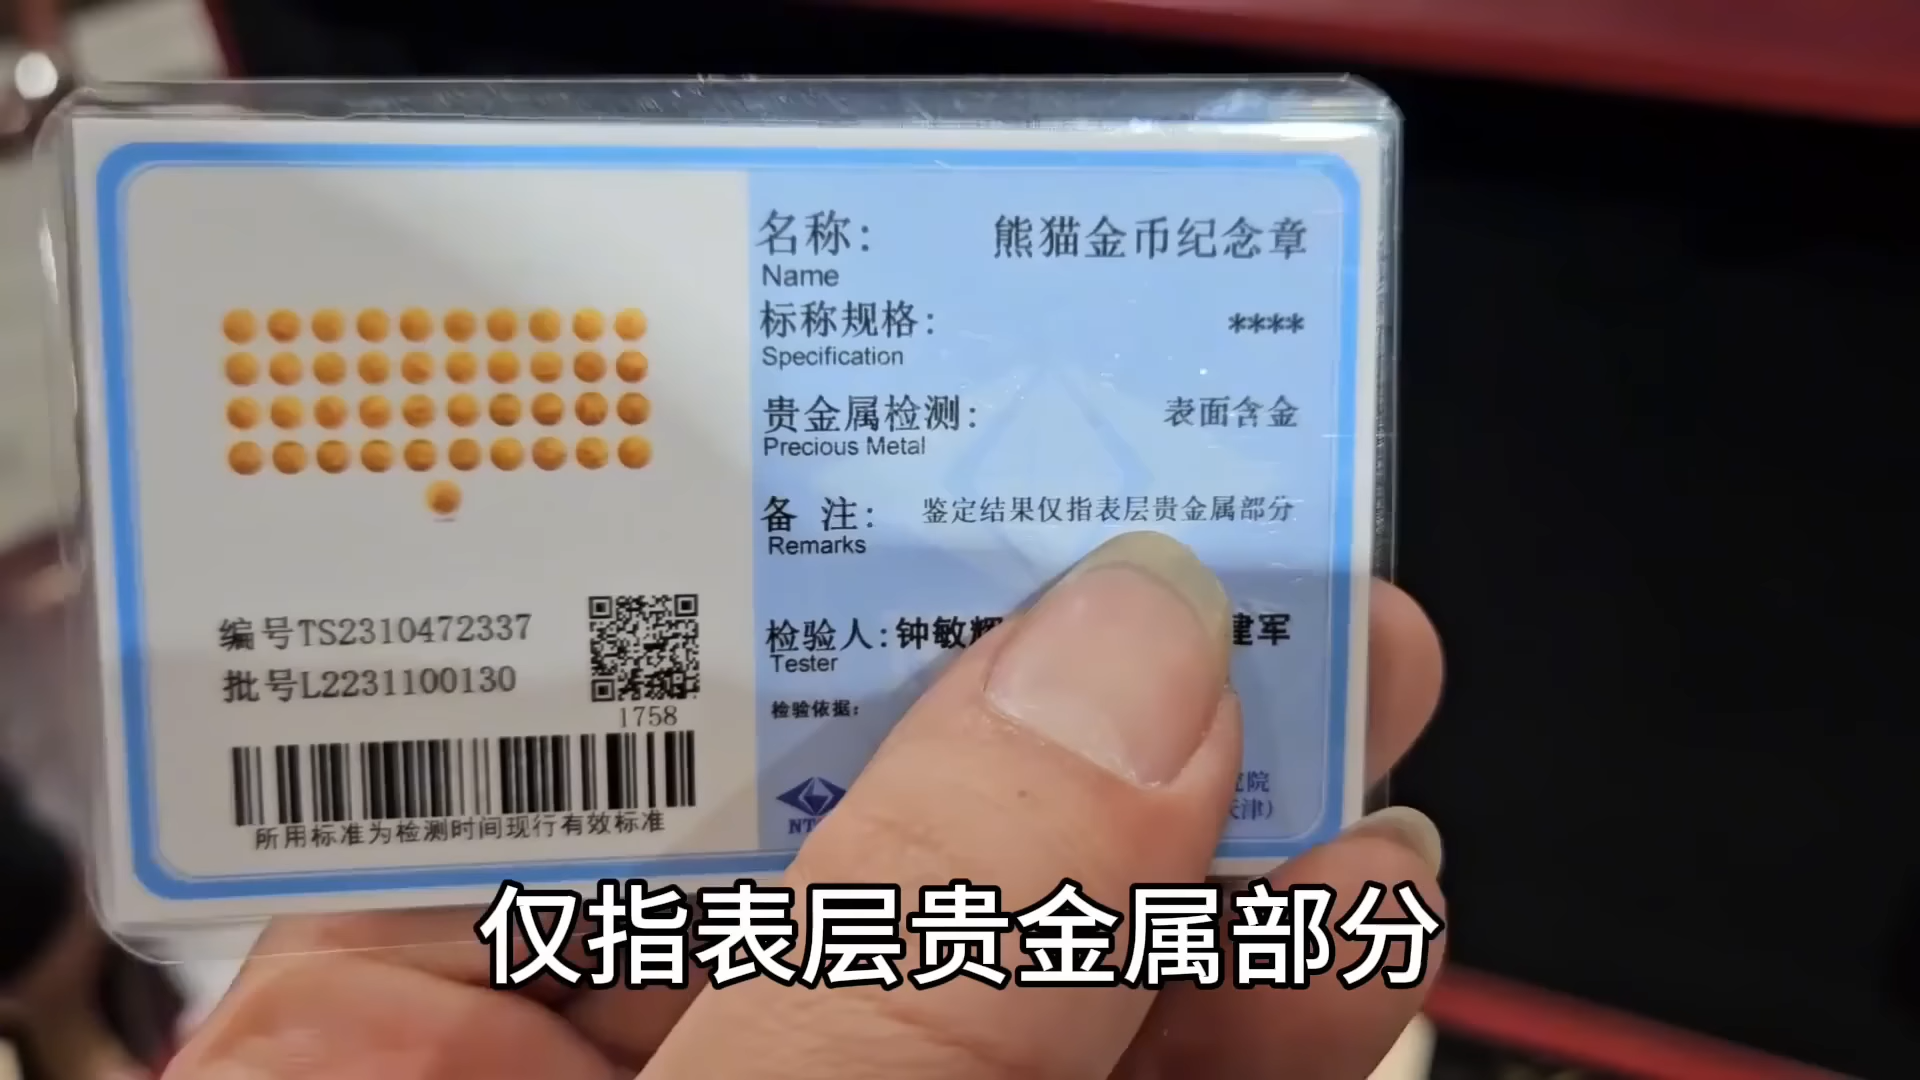 名称： 熊猫金币纪念章
Name
标称规格： ****
Specification
贵金属检测： 表面含金
Precious Metal
备 注： 鉴定结果仅指表层贵金属部分
Remarks
检验人：钟敏辉 建军
Tester
检验依据：
编号TS2310472337
批号L2231100130
1758
所用标准为检测时间现行有效标准
究院
天津）
仅指表层贵金属部分